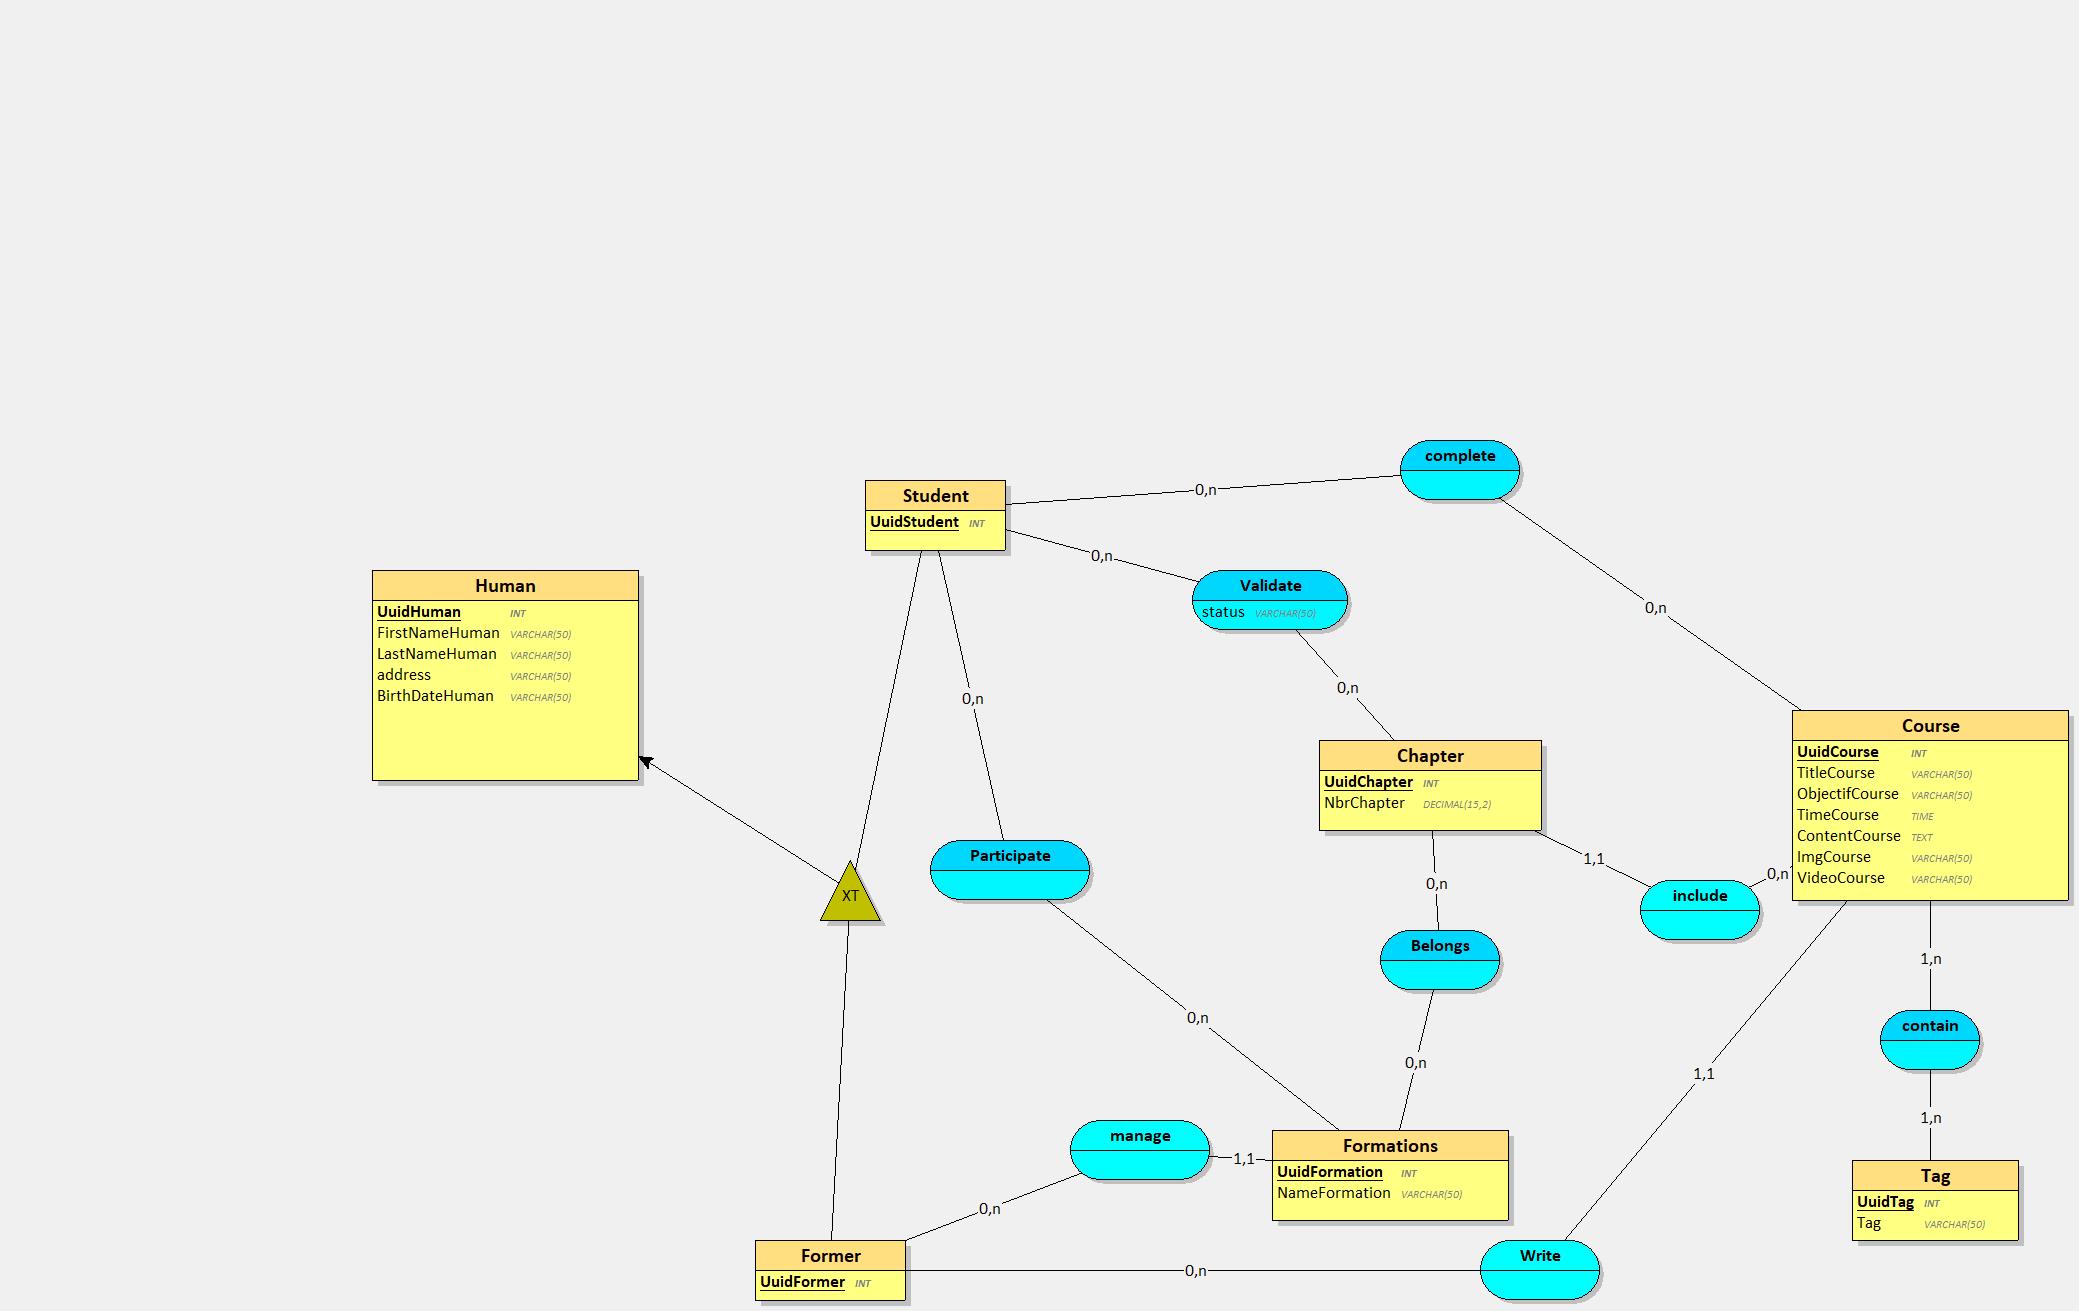 complete
Student
0,n
UuidStudent INT
0,n
Human
Validate
UuidHuman INT
status VARCHAR(50)
0,n
FirstNameHuman VARCHAR(50)
LastNameHuman VARCHAR(50)
address VARCHAR(50)
0,n
BirthDateHuman VARCHAR(50)
0,n
Course
Chapter
UuidCourse INT
TitleCourse VARCHAR(50)
UuidChapter INT
ObjectifCourse VARCHAR(50)
NbrChapter DECIMAL(15,2)
TimeCourse TIME
ContentCourse TEXT
Participate
1,1
ImgCourse VARCHAR(50)
0,n
VideoCourse VARCHAR(50)
0,n
XT
include
Belongs
1,n
0,n
contain
0,n
1,1
1,n
manage
Formations
1,1
UuidFormation INT
Tag
NameFormation VARCHAR(50)
UuidTag INT
0,n
Tag VARCHAR(50)
Former
Write
0,n
UuidFormer INT